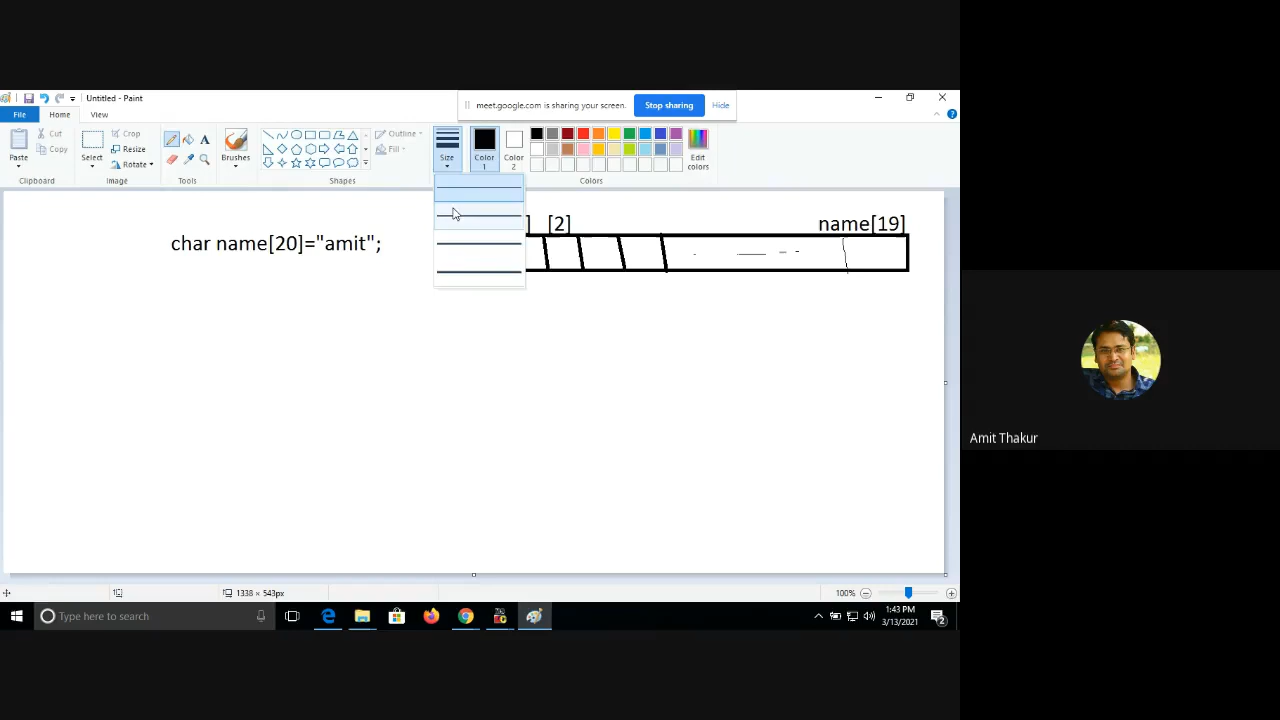 Untitled - Paint
meet.google.com is sharing your screen.
Stop sharing
Hide
File
Home
View
Paste
Cut
Copy
Clipboard
Select
Crop
Resize
Rotate
Image
Tools
Brushes
Shapes
Outline
Fill
Size
Color 1
Color 2
Edit colors
Colors
] [2]
name[19]
char name[20]="amit";
Amit Thakur
1338 × 543px
100%
Type here to search
1:43 PM
3/13/2021
2